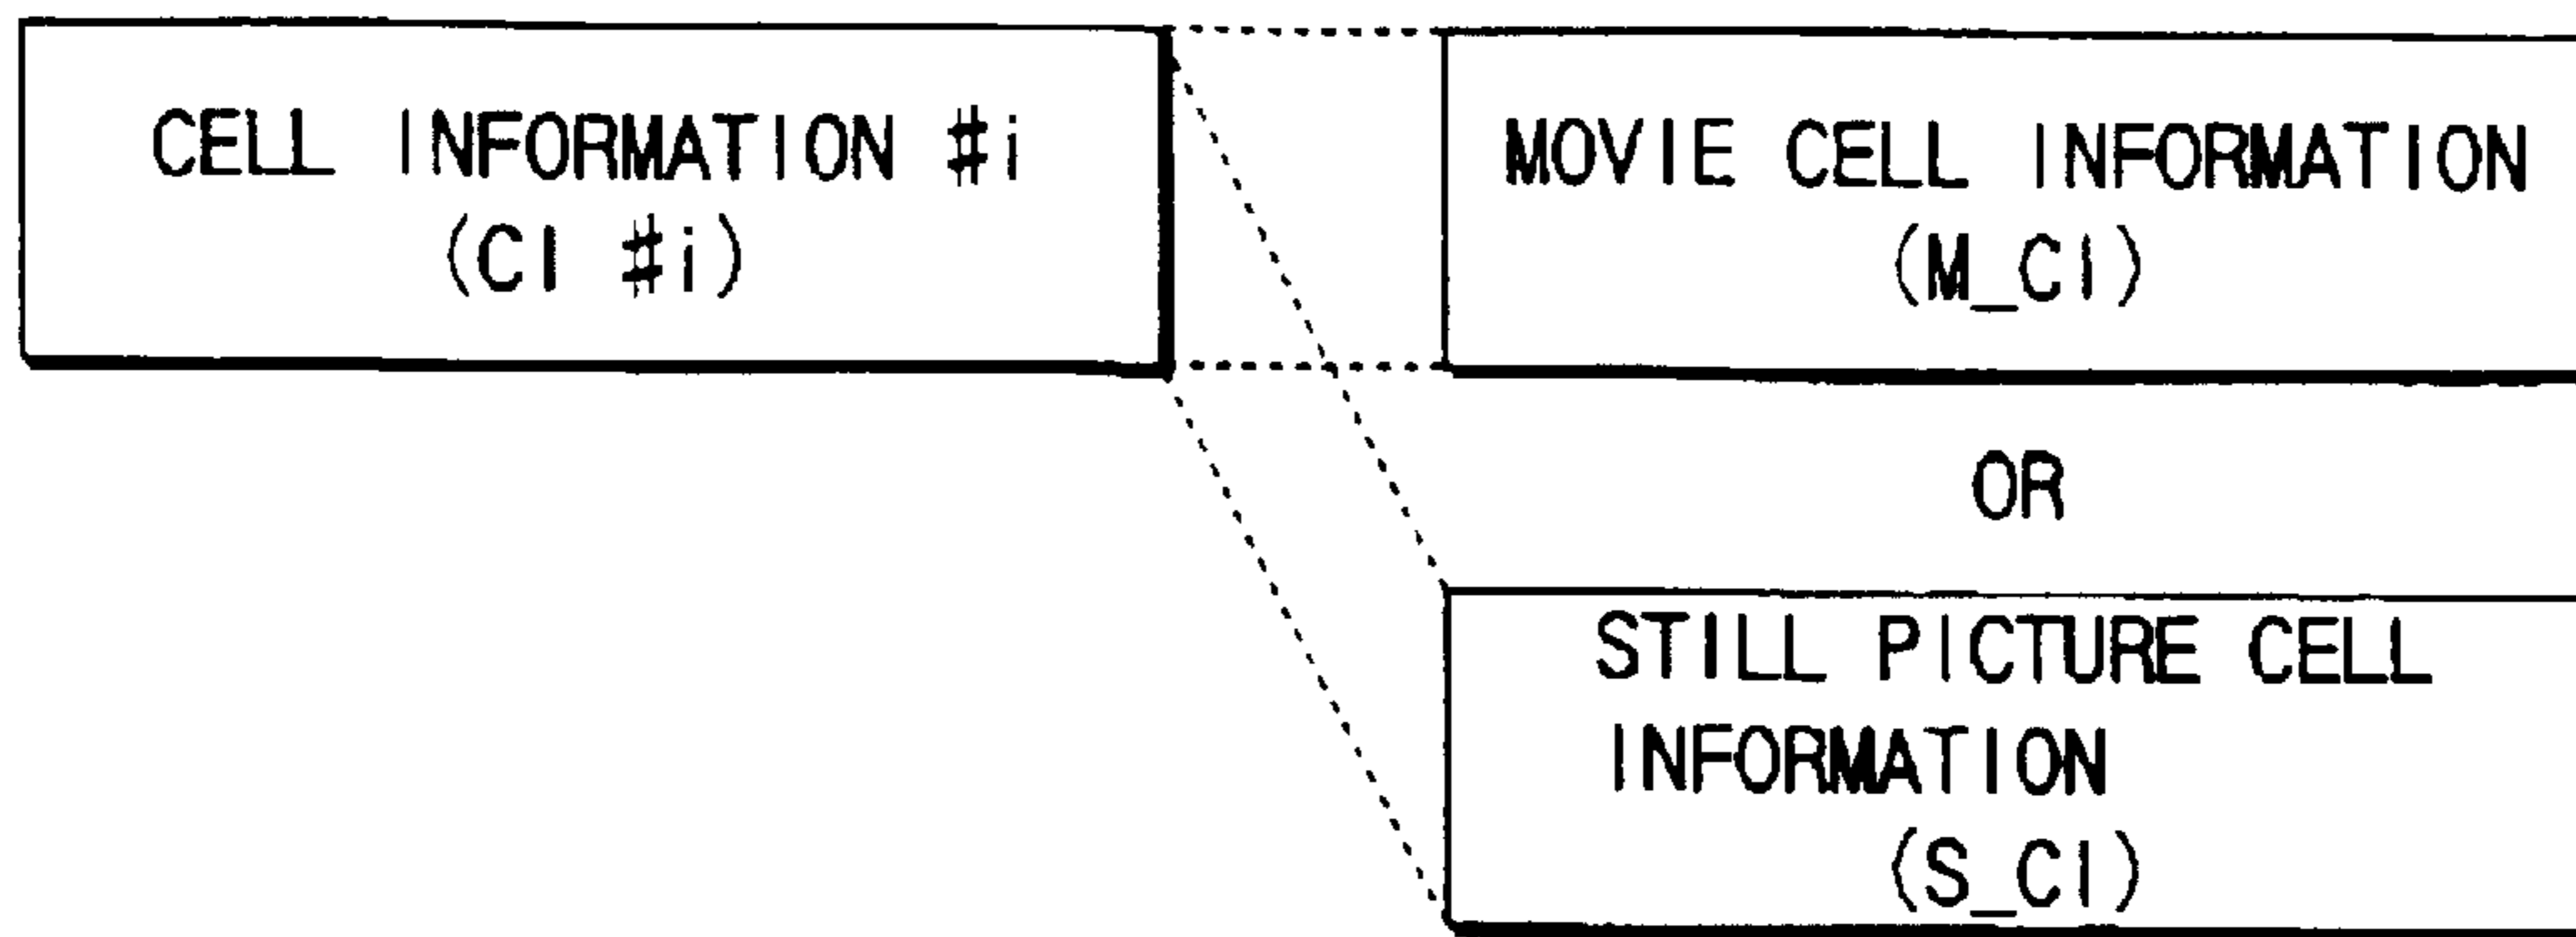 CELL INFORMATION #i
(CI #i)
MOVIE CELL INFORMATION
(M_CI)
OR
STILL PICTURE CELL
INFORMATION
(S_CI)